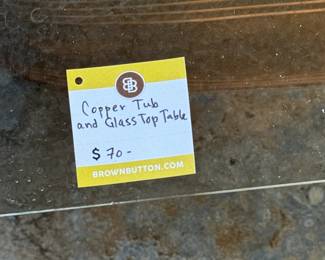 BB
Copper Tub
and Glass Top Table
$70-
BROWNBUTTON.COM